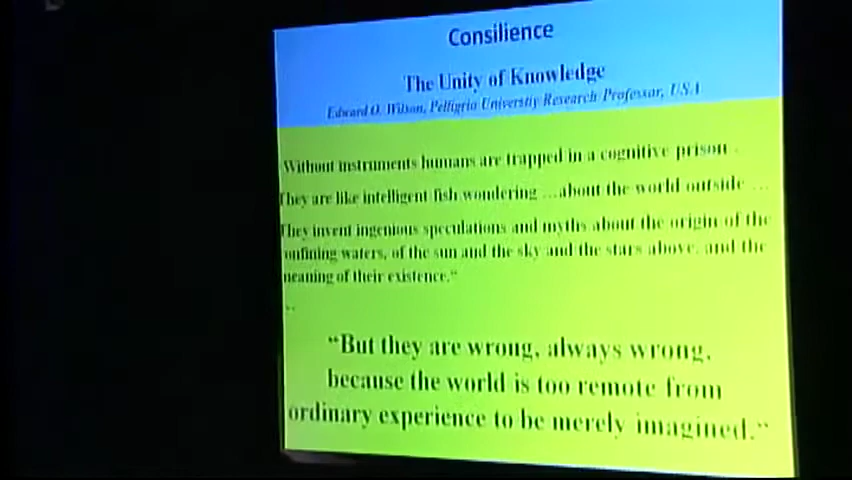 Consilience
The Unity of Knowledge
Edward O. Wilson, Pelligria Universtiy Research Professor, U.S.A
Without instruments humans are trapped in a cognitive prison .
They are like intelligent fish wondering …about the world outside …
They invent ingenious speculations and myths about the origin of the
onfining waters, of the sun and the sky and the stars above, and the
meaning of their existence.“
..
“But they are wrong, always wrong,
because the world is too remote from
ordinary experience to be merely imagined.“